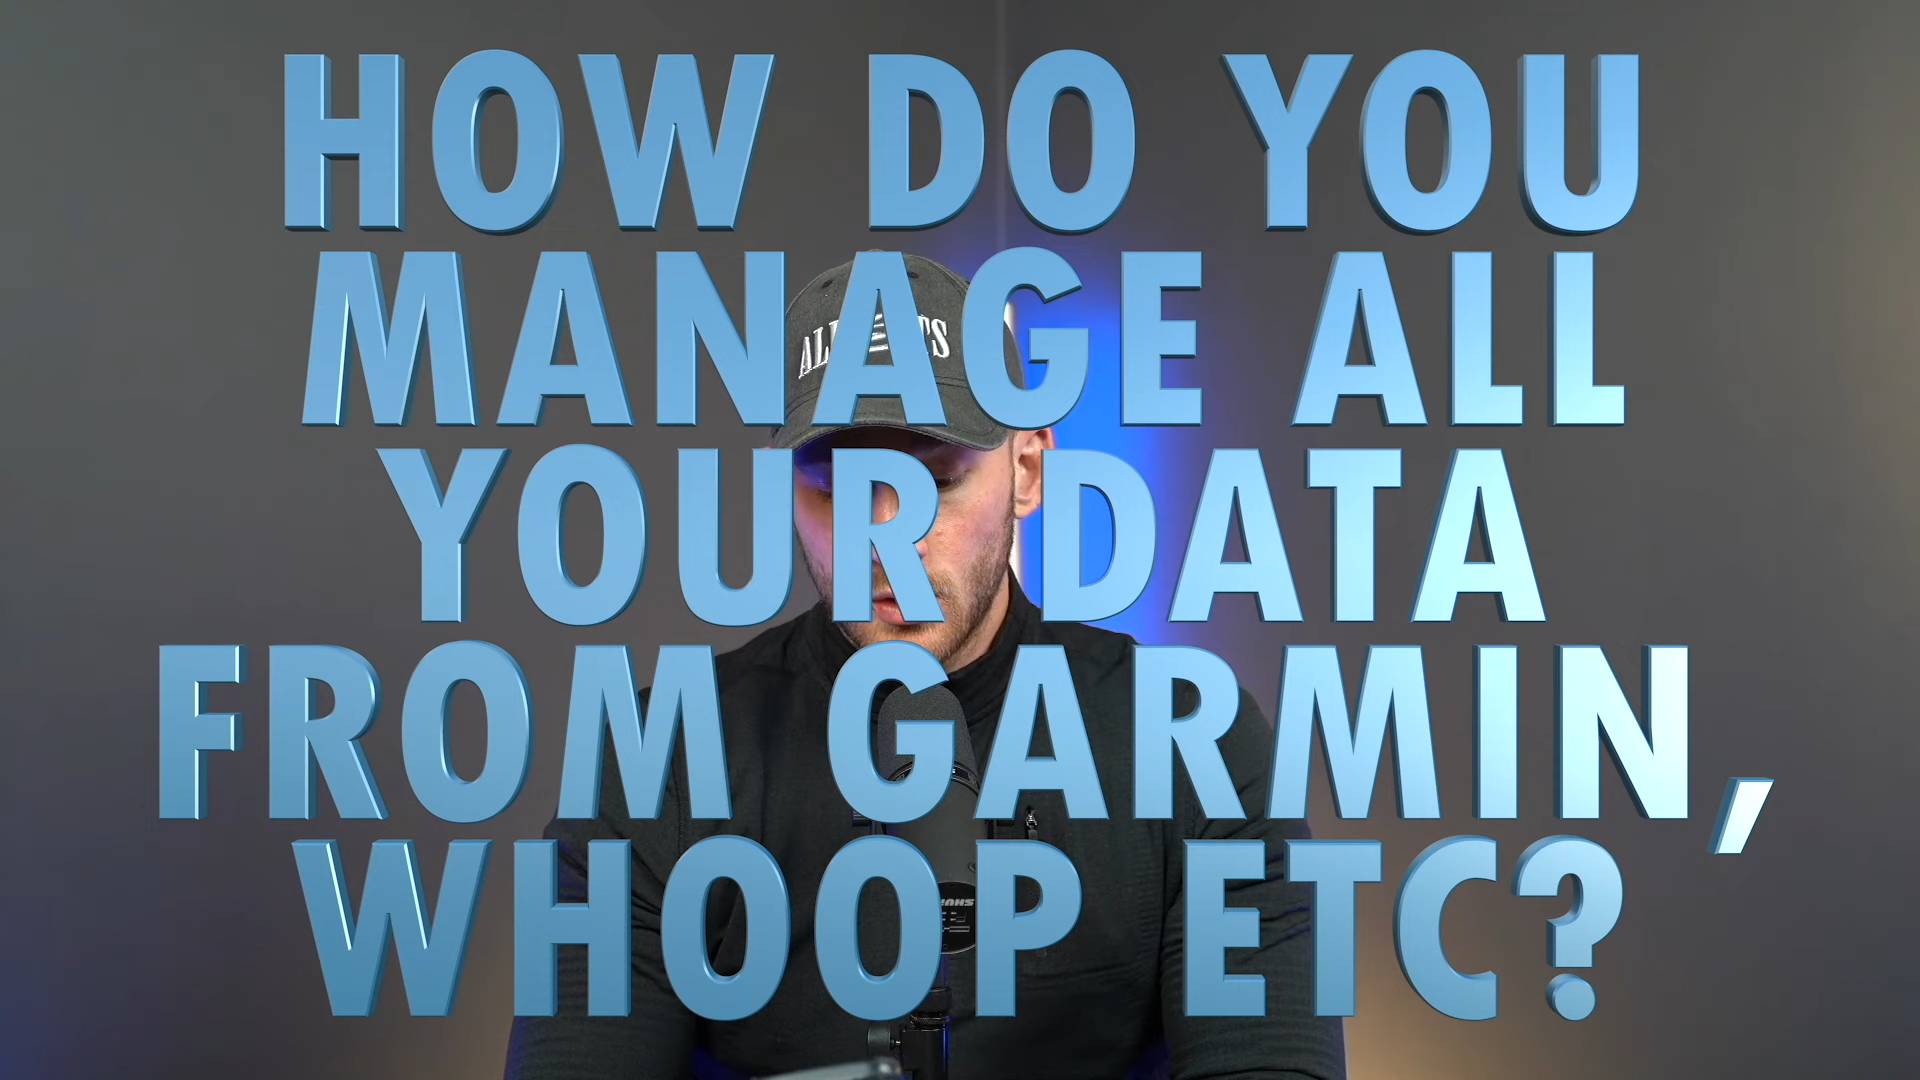 HOW DO YOU
MANAGE ALL
YOUR DATA
FROM GARMIN,
WHOOP ETC?